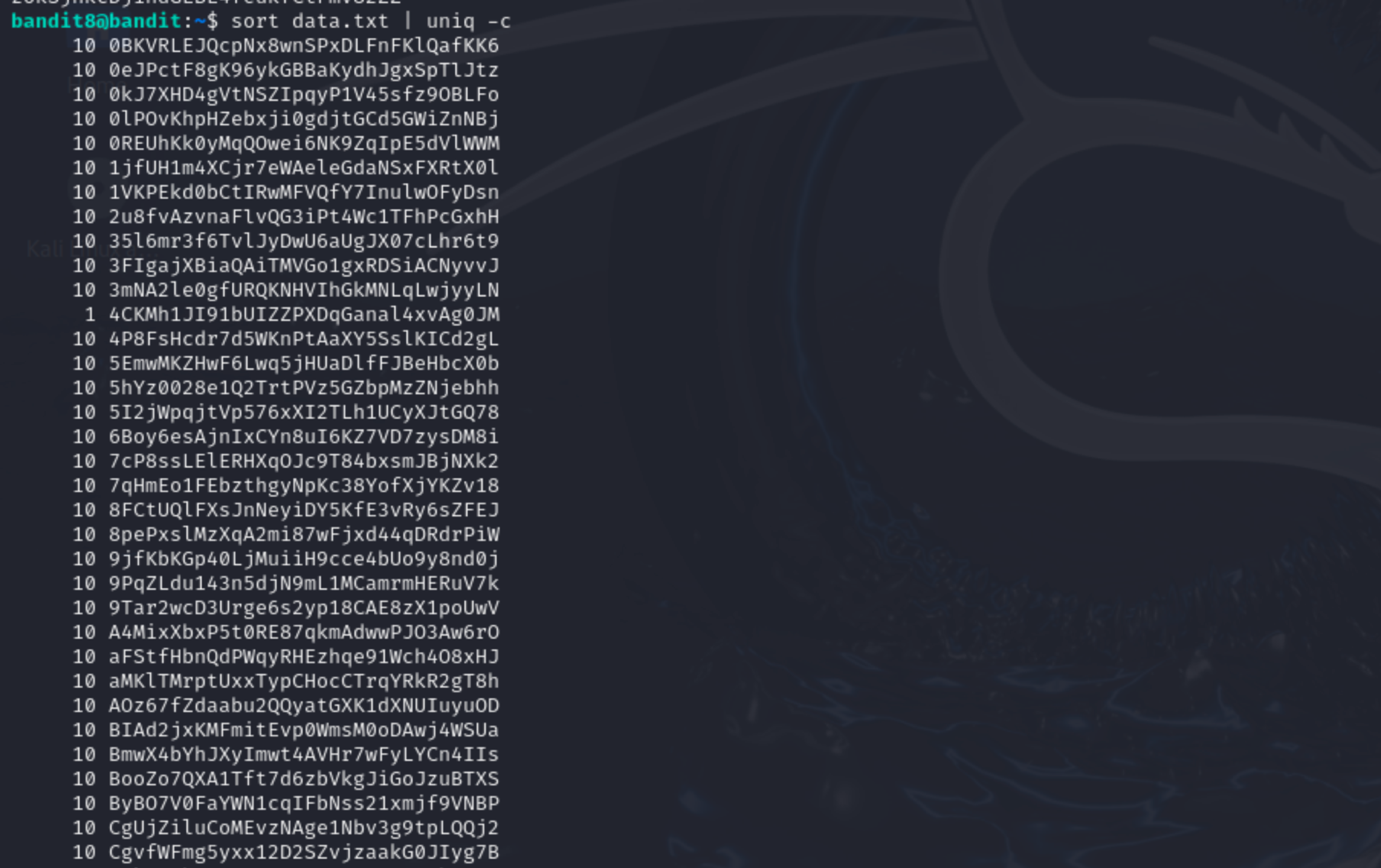 bandit8@bandit:~$ sort data.txt | uniq -c
10 0BKVRLEJQcpNx8wnSPxDLFnFKlQafKK6
10 0eJPctF8gK96ykGBBaKydhJgxSpTlJtz
10 0kJ7XHD4gVtNSZIpqyP1V45sfz9OBLFo
10 0lPOvKhpHZebxji0gdjtGCd5GWiZnNBj
10 0REUhKk0yMqQOwei6NK9ZqIpE5dVlWWM
10 1jfUH1m4XCjr7eWAeleGdaNSxFXRtX0l
10 1VKPEkd0bCtIRwMFVQfY7InulwOFyDsn
10 2u8fvAzvnaFlvQG3iPt4Wc1TFhPcGxhH
10 35l6mr3f6TvlJyDwU6aUgJX07cLhr6t9
10 3FIgajXBiaQAiTMVGo1gxRDSiACNyvvJ
10 3mNA2le0gfURQKNHVIhGkMNLqLwjyyLN
1 4CKMh1JI91bUIZZPXDqGanal4xvAg0JM
10 4P8FsHcdr7d5WKnPtAaXY5SslKICd2gL
10 5EmwMKZHwF6Lwq5jHUaDlfFJBeHbcX0b
10 5hYz0028e1Q2TrtPVz5GZbpMzZNjebhh
10 5I2jWpqjtVp576xXI2TLh1UCyXJtGQ78
10 6Boy6esAjnIxCYn8uI6KZ7VD7zysDM8i
10 7cP8ssLElERHXqOJc9T84bxsmJBjNXk2
10 7qHmEo1FEbzthgyNpKc38YofXjYKZv18
10 8FCtUQlFXsJnNeyiDY5KfE3vRy6sZFEJ
10 8pePxslMzXqA2mi87wFjxd44qDRdrPiW
10 9jfKbKGp40LjMuiiH9cce4bUo9y8nd0j
10 9PqZLdu143n5djN9mL1MCamrmHERuV7k
10 9Tar2wcD3Urge6s2yp18CAE8zX1poUwV
10 A4MixXbxP5t0RE87qkmAdwwPJO3Aw6rO
10 aFStfHbnQdPWqyRHEzhqe91Wch4O8xHJ
10 aMKlTMrptUxxTypCHocCTrqYRkR2gT8h
10 AOz67fZdaabu2QQyatGXK1dXNUIuyuOD
10 BIAd2jxKMFmitEvp0WmsM0oDAwj4WSUa
10 BmwX4bYhJXyImwt4AVHr7wFyLYCn4IIs
10 BooZo7QXA1Tft7d6zbVkgJiGoJzuBTXS
10 ByBO7V0FaYWN1cqIFbNss21xmjf9VNBP
10 CgUjZiluCoMEvzNAge1Nbv3g9tpLQQj2
10 CgvfWFmg5yxx12D2SZvjzaakG0JIyg7B
Kali